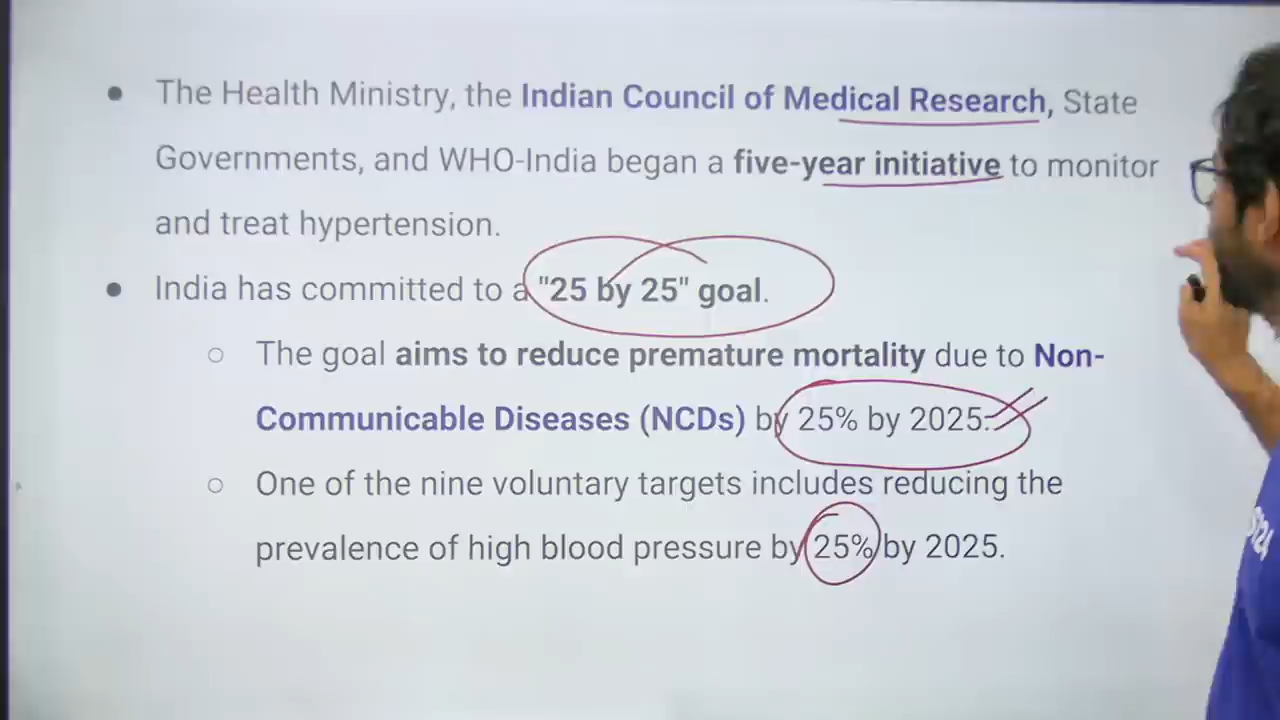 ● The Health Ministry, the Indian Council of Medical Research, State
Governments, and WHO-India began a five-year initiative to monitor
and treat hypertension.
● India has committed to a "25 by 25" goal.
○ The goal aims to reduce premature mortality due to Non-
Communicable Diseases (NCDs) by 25% by 2025.
○ One of the nine voluntary targets includes reducing the
prevalence of high blood pressure by 25% by 2025.